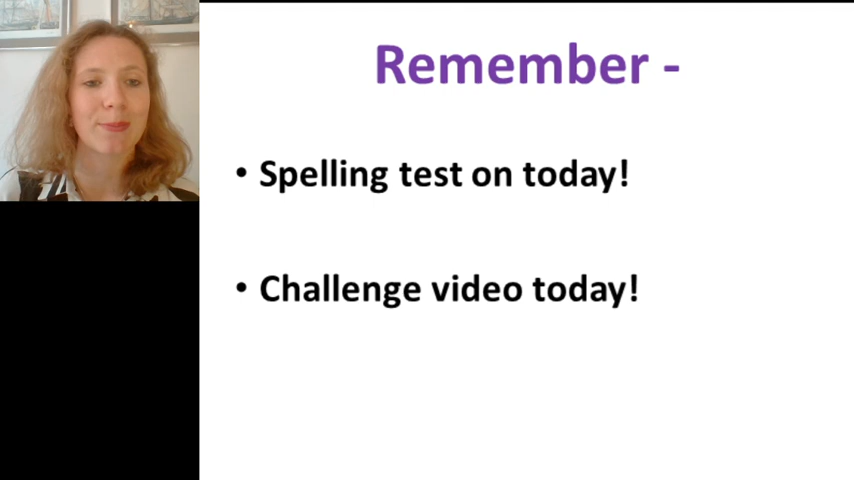 Remember -
• Spelling test on today!
• Challenge video today!